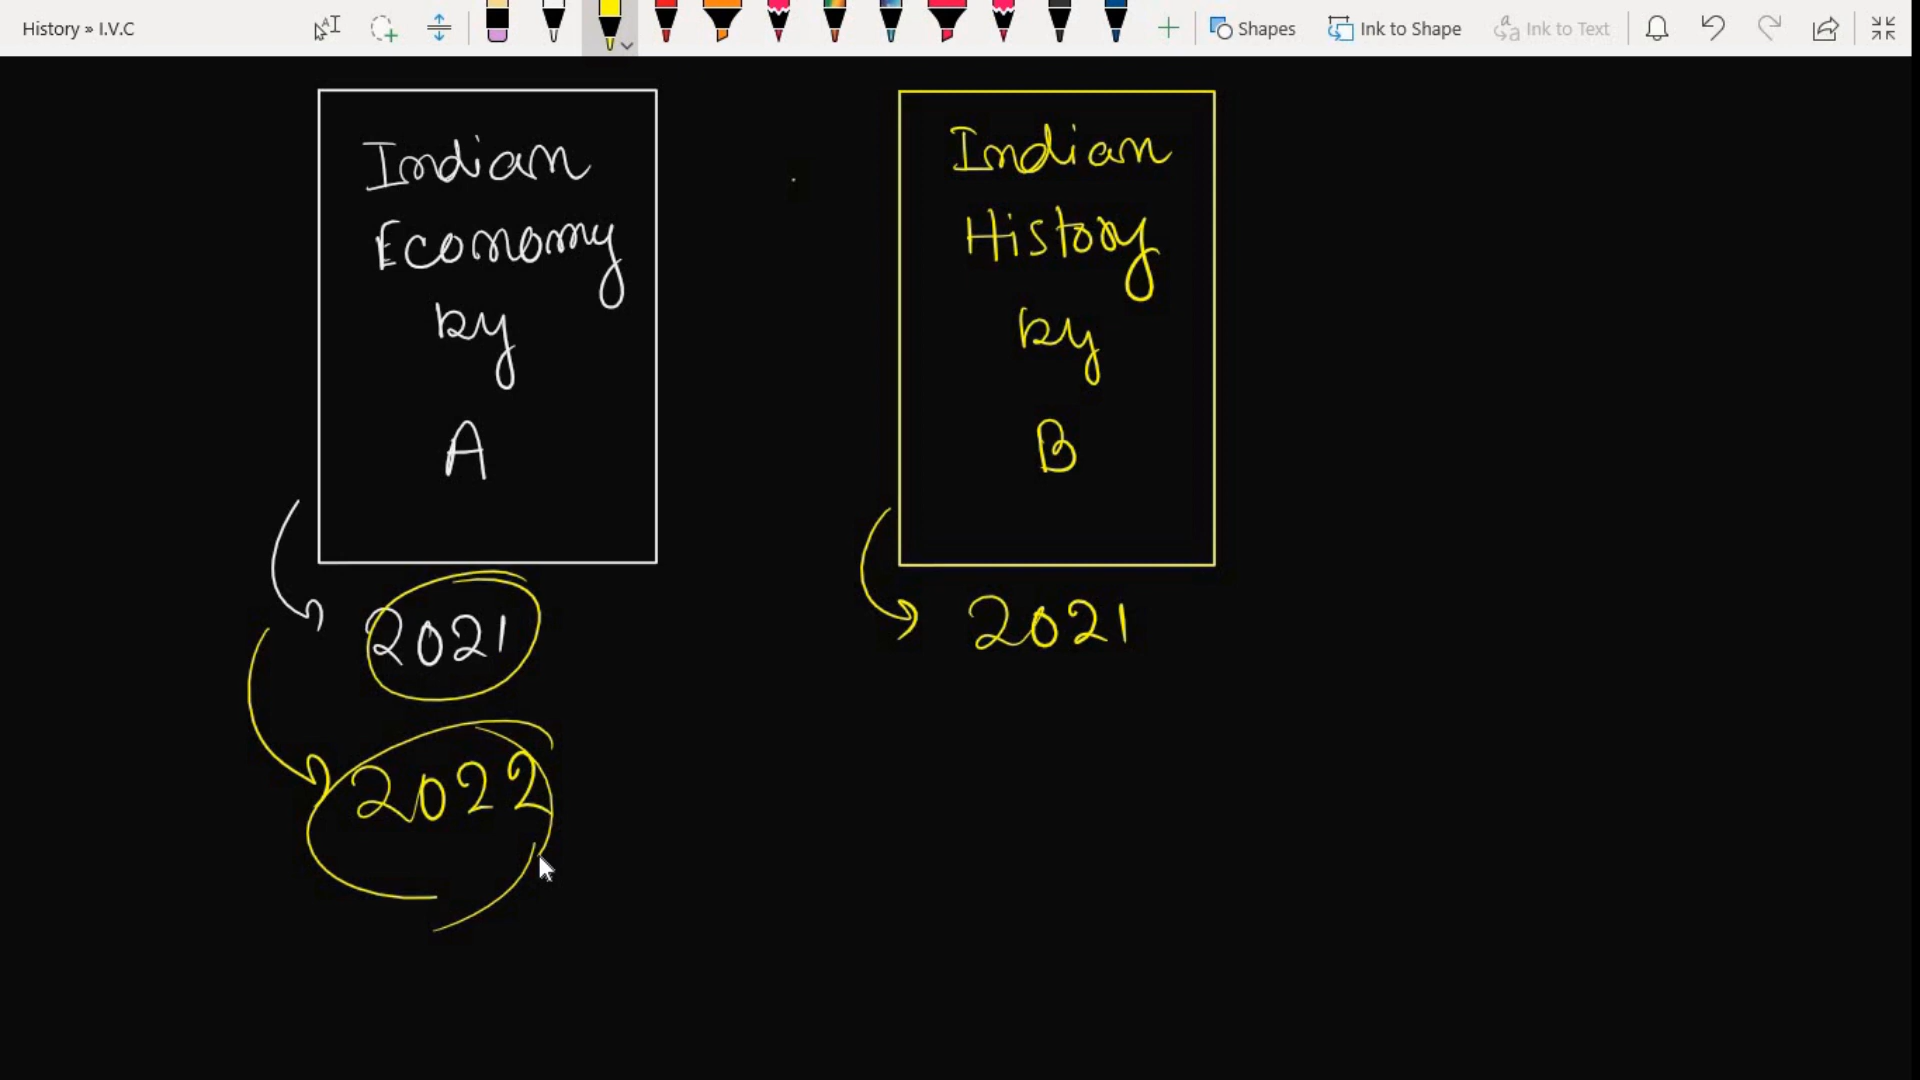 History » I.V.C
Shapes
Ink to Shape
Ink to Text
Indian
Economy
by
A
2021
2022
Indian
History
by
B
2021